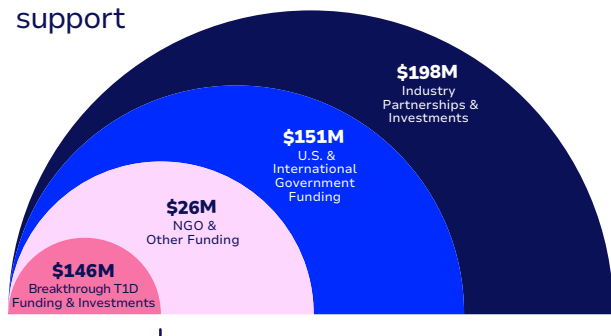 support
$198M
Industry
Partnerships &
Investments
$151M
U.S. &
International
Government
Funding
$26M
NGO &
Other Funding
$146M
Breakthrough T1D
Funding & Investments